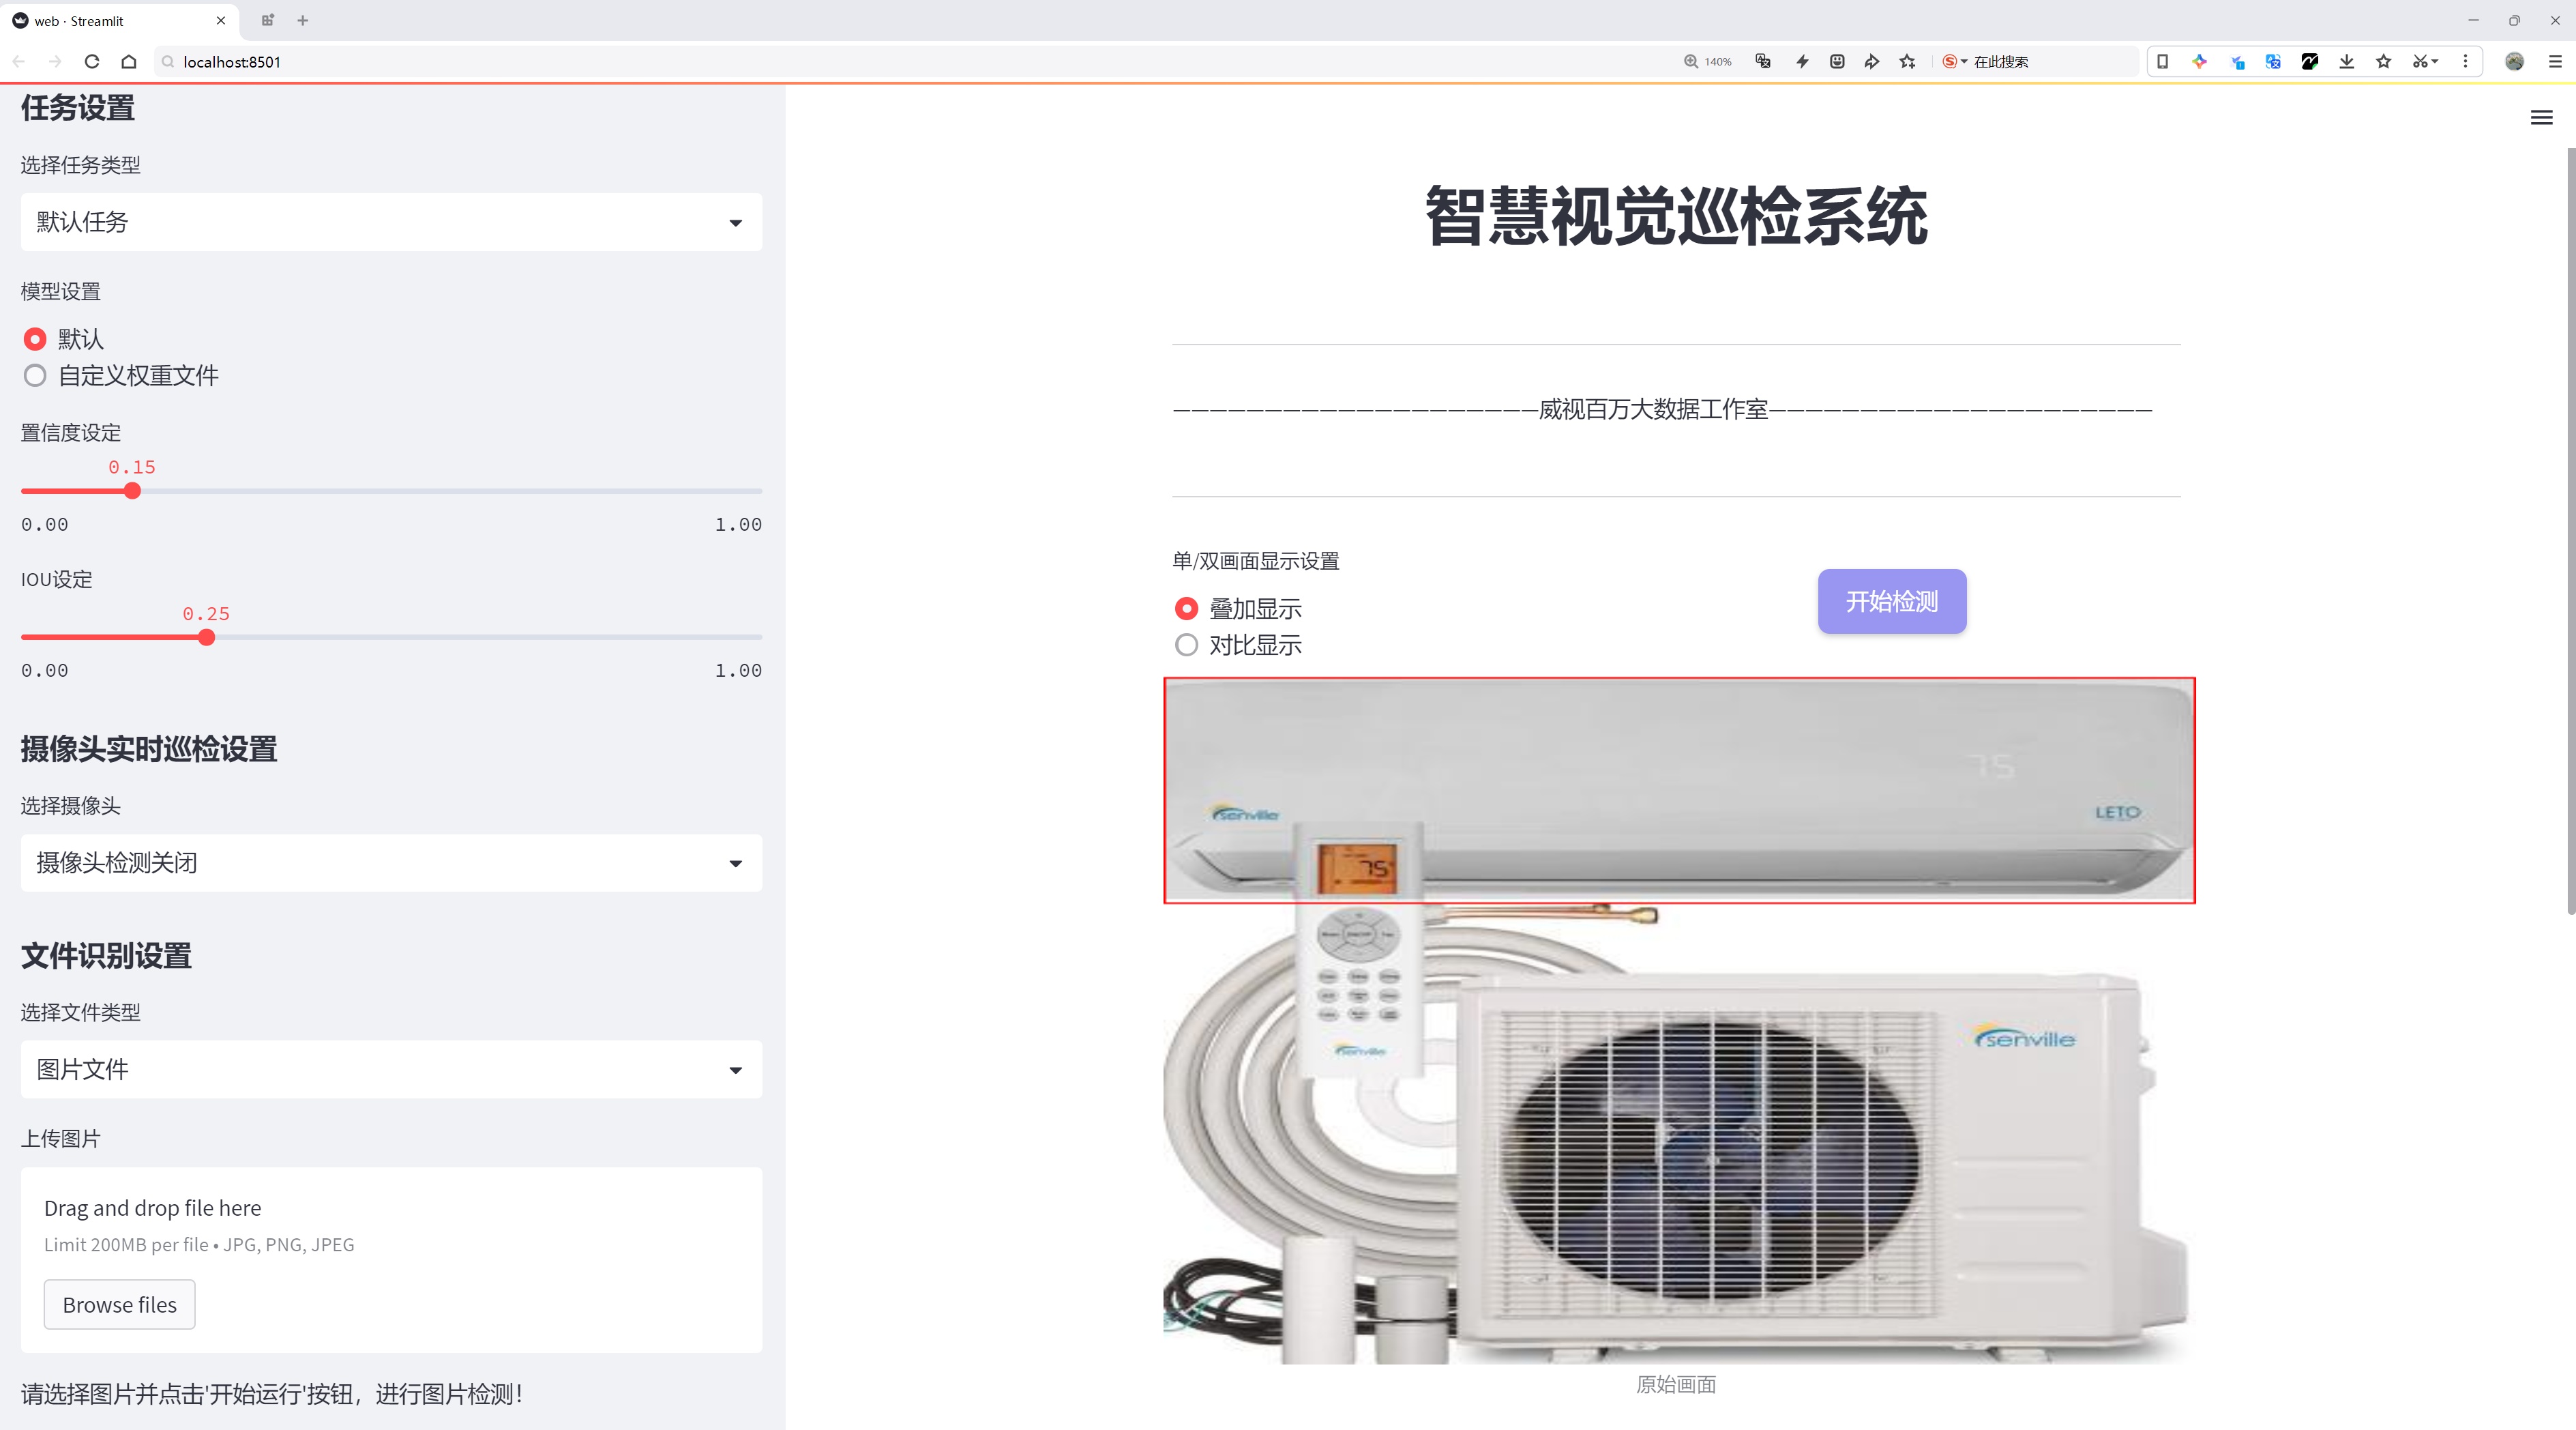 web · Streamlit
localhost:8501
140%
在此搜索
任务设置
选择任务类型
默认任务
模型设置
默认
自定义权重文件
置信度设定
0.15
0.00
1.00
IOU设定
0.25
0.00
1.00
摄像头实时巡检设置
选择摄像头
摄像头检测关闭
文件识别设置
选择文件类型
图片文件
上传图片
Drag and drop file here
Limit 200MB per file • JPG, PNG, JPEG
Browse files
请选择图片并点击'开始运行'按钮，进行图片检测！
智慧视觉巡检系统
————————————————————威视百万大数据工作室—————————————————————
单/双画面显示设置
叠加显示
对比显示
开始检测
75
senville
LETO
75
senville
senville
原始画面